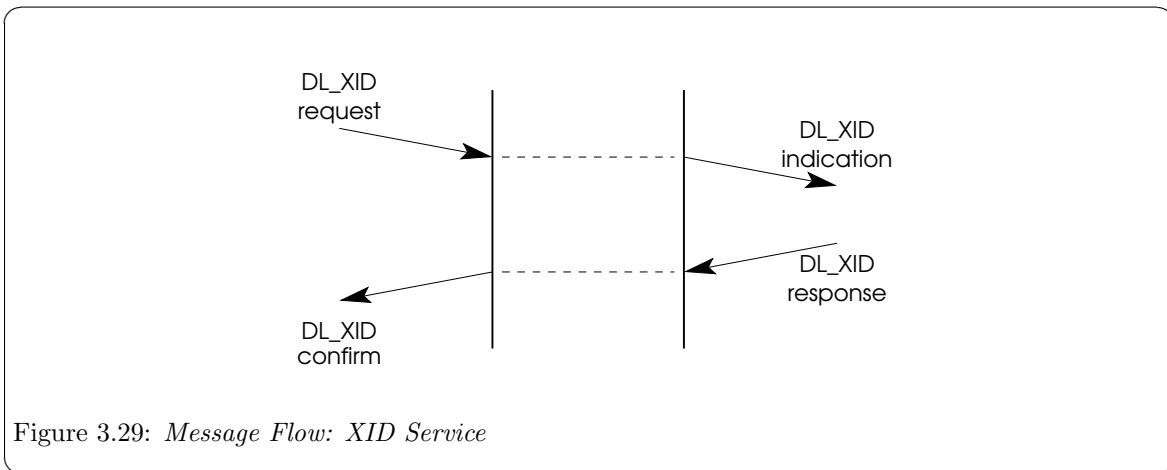 DL_XID
request
DL_XID
indication
DL_XID
response
DL_XID
confirm
Figure 3.29: Message Flow: XID Service